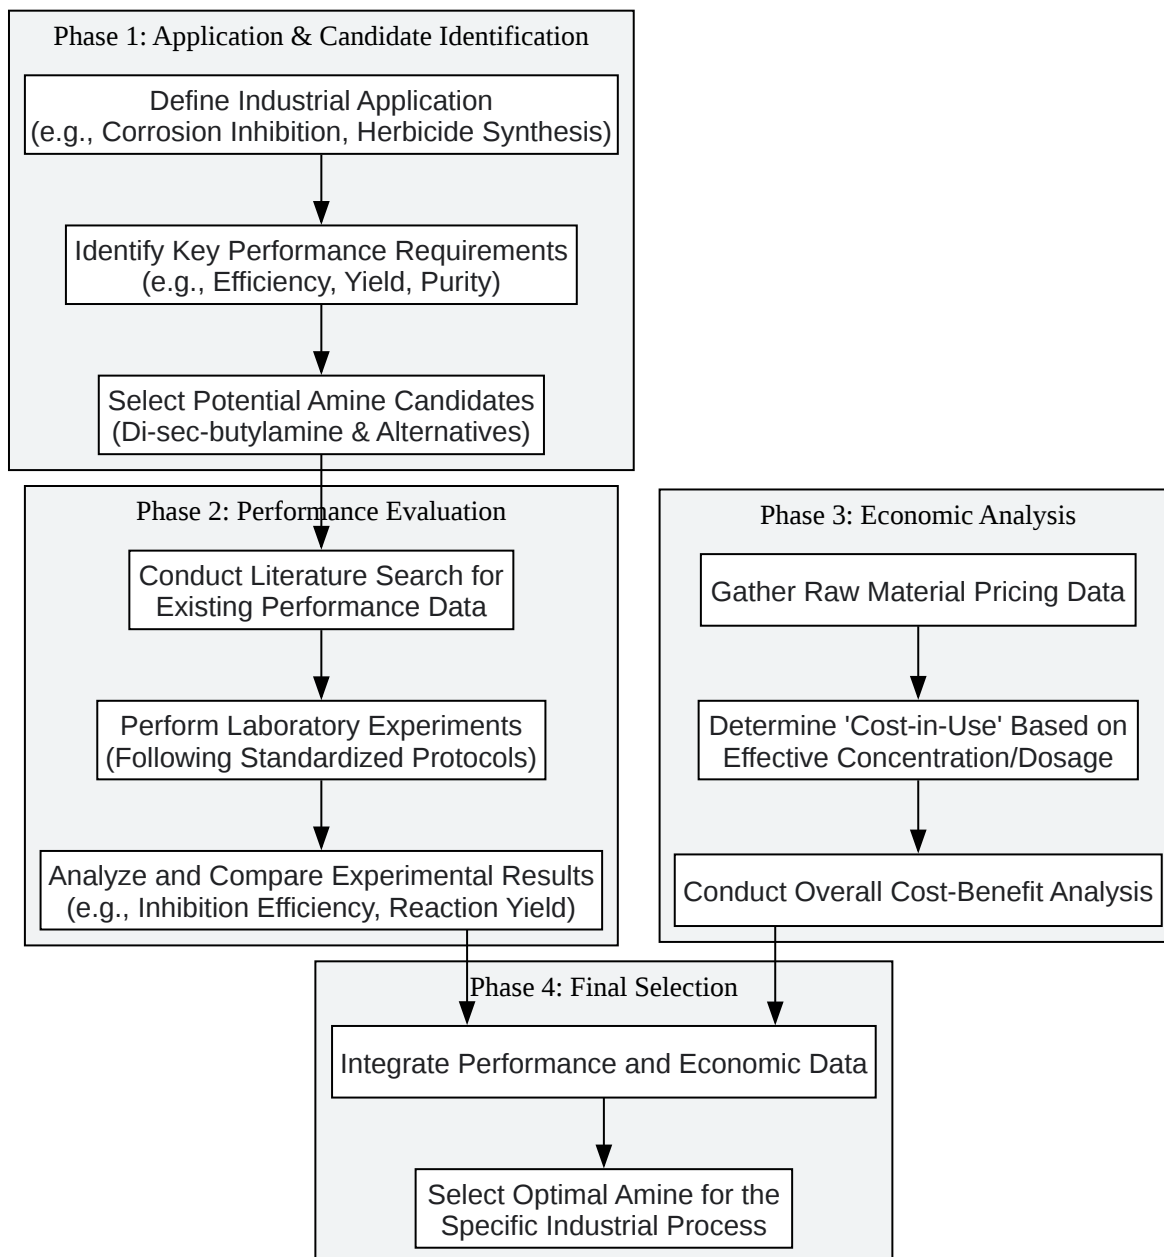 Phase 1: Application & Candidate Identification
Define Industrial Application
(e.g., Corrosion Inhibition, Herbicide Synthesis)
Identify Key Performance Requirements
(e.g., Efficiency, Yield, Purity)
Select Potential Amine Candidates
(Di-sec-butylamine & Alternatives)
Phase 2: Performance Evaluation
Conduct Literature Search for
Existing Performance Data
Perform Laboratory Experiments
(Following Standardized Protocols)
Analyze and Compare Experimental Results
(e.g., Inhibition Efficiency, Reaction Yield)
Phase 3: Economic Analysis
Gather Raw Material Pricing Data
Determine 'Cost-in-Use' Based on
Effective Concentration/Dosage
Conduct Overall Cost-Benefit Analysis
Phase 4: Final Selection
Integrate Performance and Economic Data
Select Optimal Amine for the
Specific Industrial Process